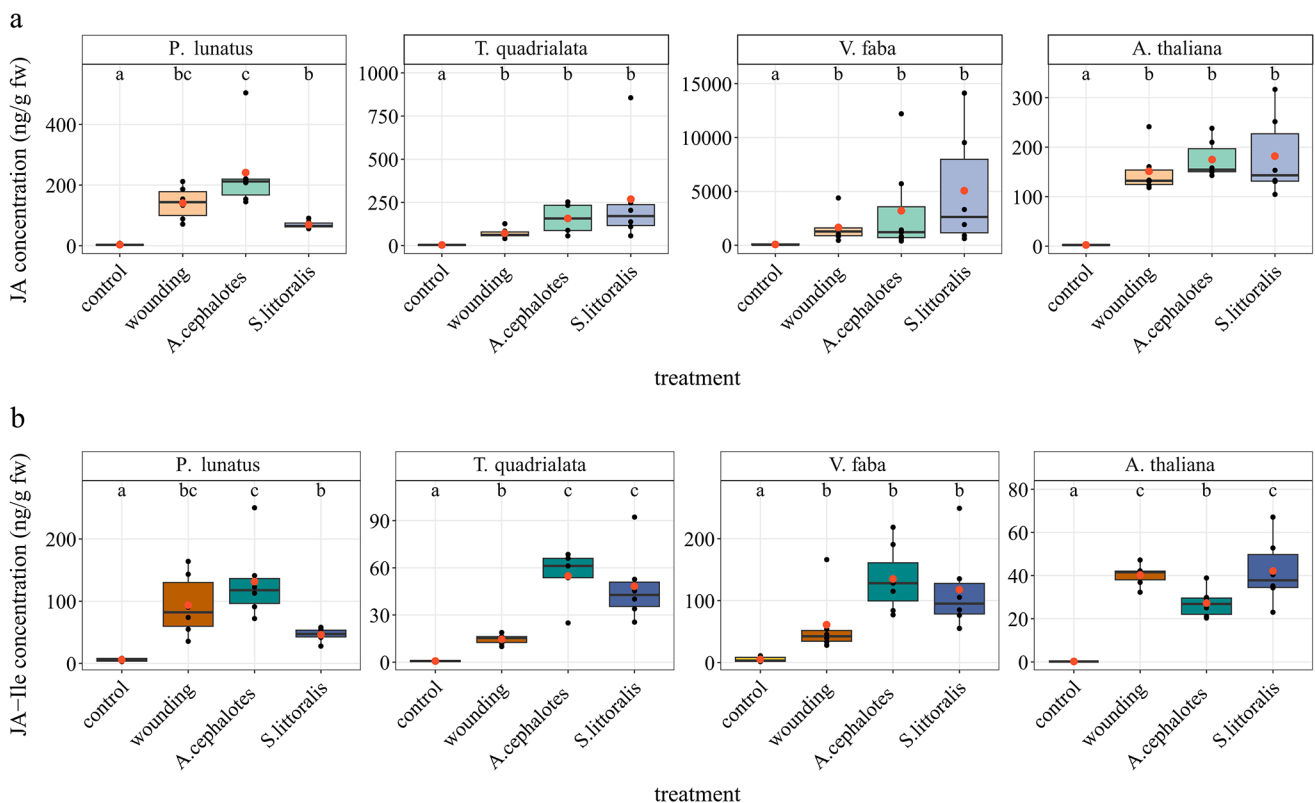 a
P. lunatus T. quadrialata V. faba A. thaliana
JA concentration (ng/g fw)
a bc c b
a b b b
a b b b
a b b b
400
200
0
1000
750
500
250
0
15000
10000
5000
0
300
200
100
0
control wounding A.cephalotes S.littoralis
control wounding A.cephalotes S.littoralis
control wounding A.cephalotes S.littoralis
control wounding A.cephalotes S.littoralis
treatment
b
P. lunatus T. quadrialata V. faba A. thaliana
JA−Ile concentration (ng/g fw)
a bc c b
a b c c
a b b b
a c b c
200
100
0
90
60
30
0
200
100
0
80
60
40
20
0
control wounding A.cephalotes S.littoralis
control wounding A.cephalotes S.littoralis
control wounding A.cephalotes S.littoralis
control wounding A.cephalotes S.littoralis
treatment